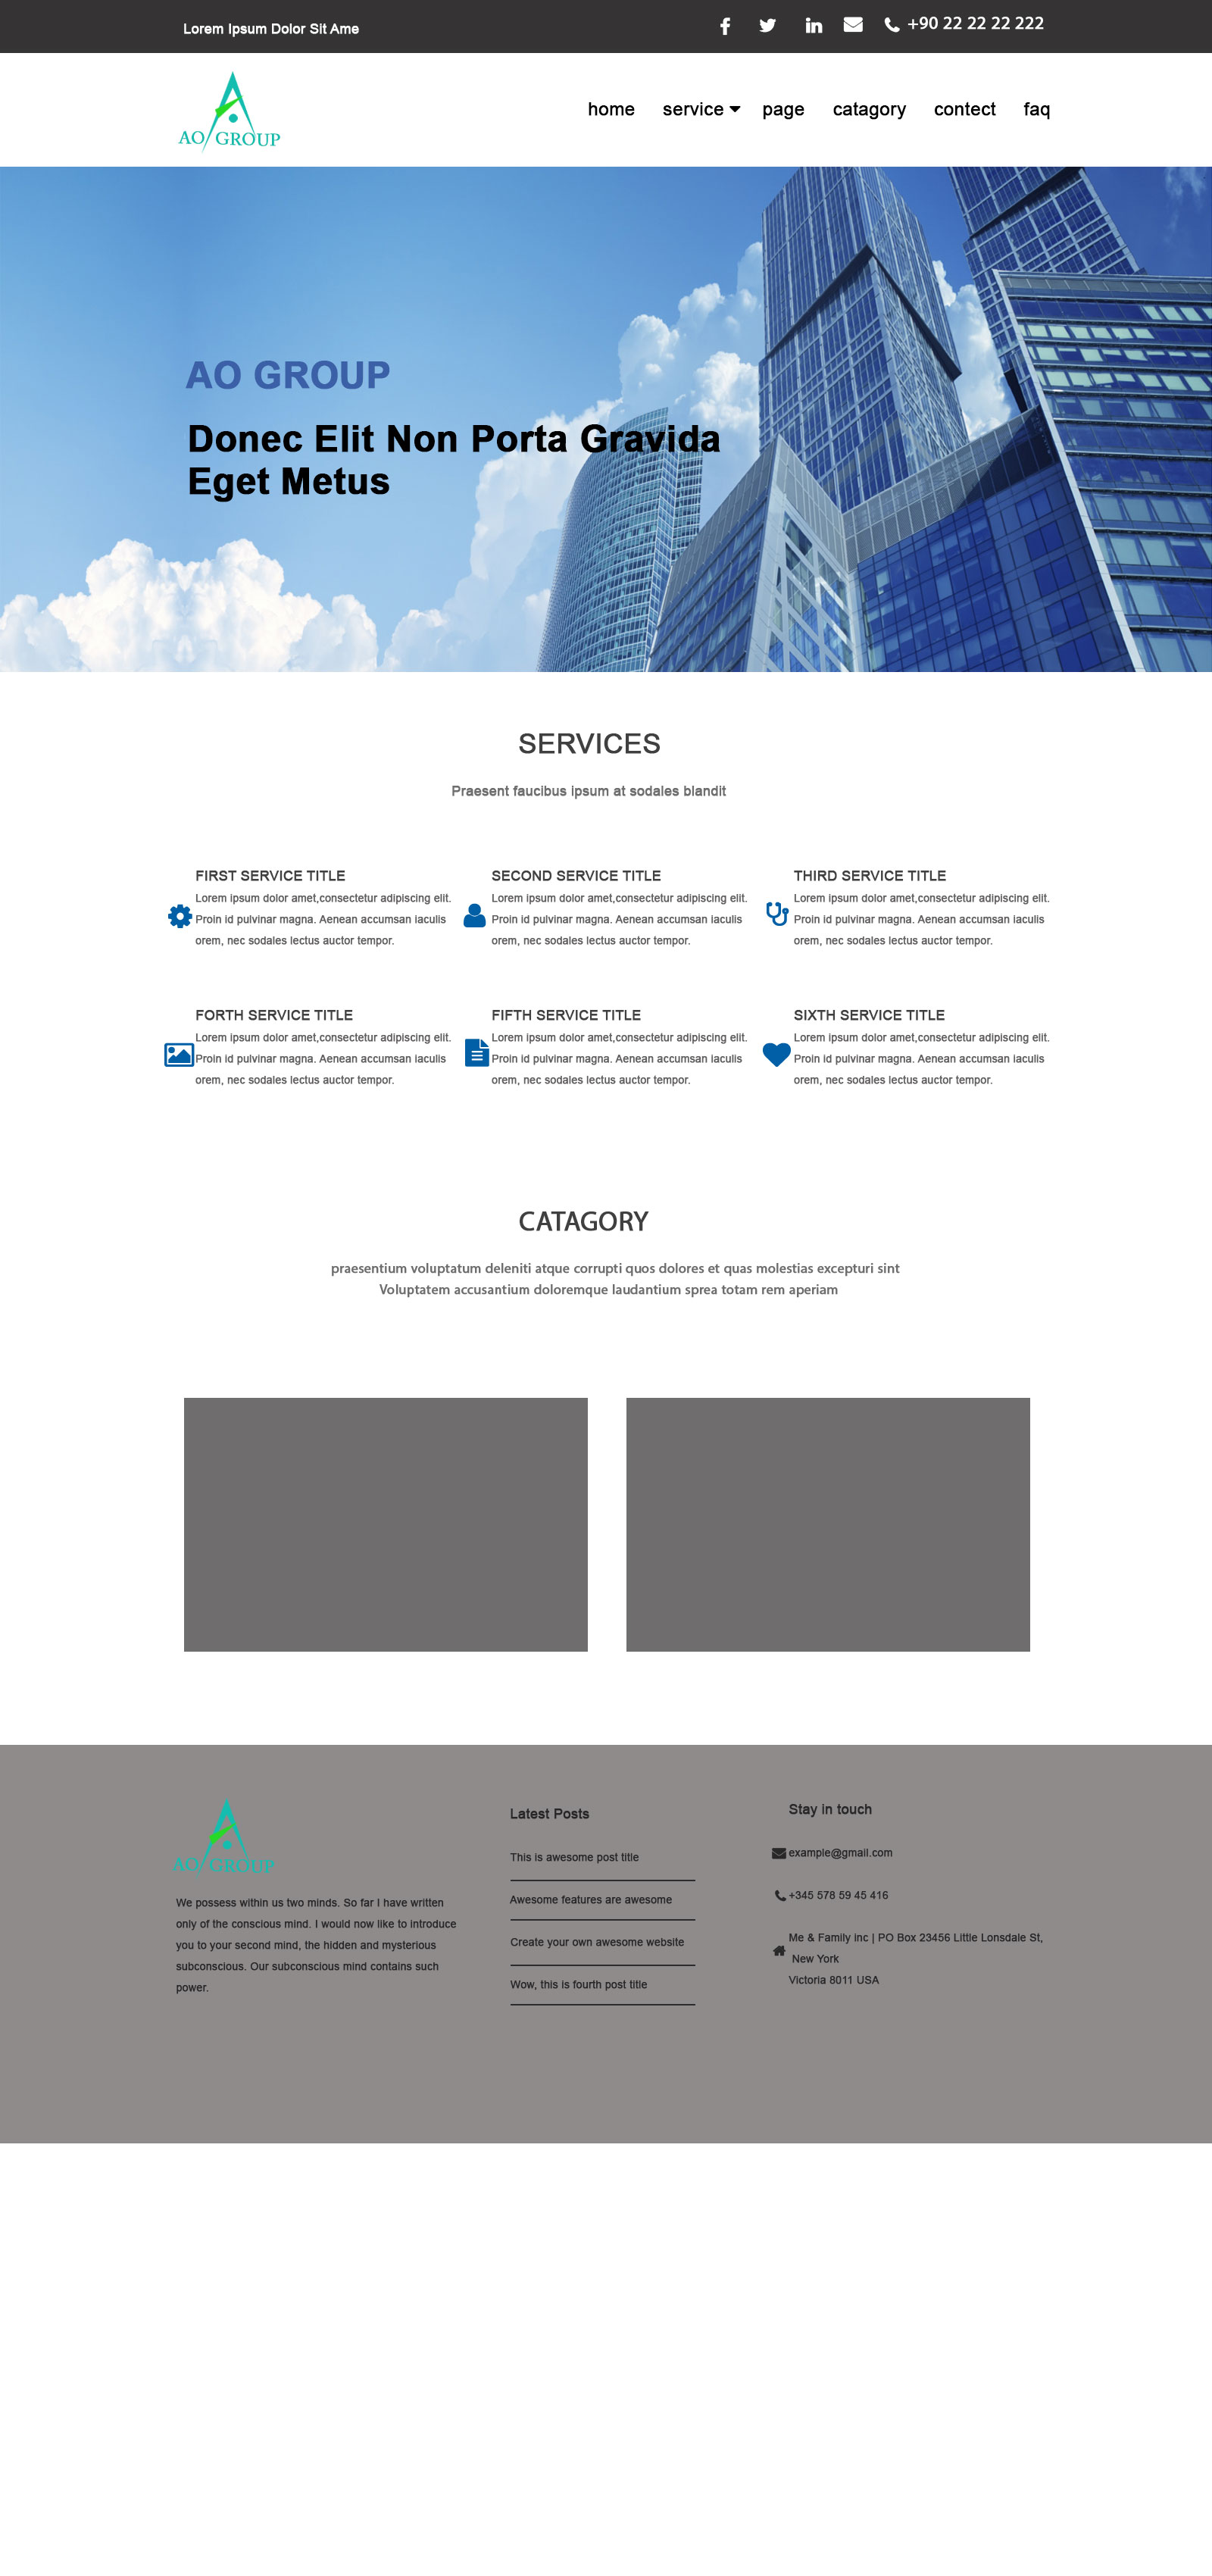 Lorem Ipsum Dolor Sit Ame
+90 22 22 22 222
AO GROUP
home service page catagory contect faq
AO GROUP
Donec Elit Non Porta Gravida
Eget Metus
SERVICES
Praesent faucibus ipsum at sodales blandit
FIRST SERVICE TITLE
Lorem ipsum dolor amet,consectetur adipiscing elit.
Proin id pulvinar magna. Aenean accumsan iaculis
orem, nec sodales lectus auctor tempor.
SECOND SERVICE TITLE
Lorem ipsum dolor amet,consectetur adipiscing elit.
Proin id pulvinar magna. Aenean accumsan iaculis
orem, nec sodales lectus auctor tempor.
THIRD SERVICE TITLE
Lorem ipsum dolor amet,consectetur adipiscing elit.
Proin id pulvinar magna. Aenean accumsan iaculis
orem, nec sodales lectus auctor tempor.
FORTH SERVICE TITLE
Lorem ipsum dolor amet,consectetur adipiscing elit.
Proin id pulvinar magna. Aenean accumsan iaculis
orem, nec sodales lectus auctor tempor.
FIFTH SERVICE TITLE
Lorem ipsum dolor amet,consectetur adipiscing elit.
Proin id pulvinar magna. Aenean accumsan iaculis
orem, nec sodales lectus auctor tempor.
SIXTH SERVICE TITLE
Lorem ipsum dolor amet,consectetur adipiscing elit.
Proin id pulvinar magna. Aenean accumsan iaculis
orem, nec sodales lectus auctor tempor.
CATAGORY
praesentium voluptatum deleniti atque corrupti quos dolores et quas molestias excepturi sint
Voluptatem accusantium doloremque laudantium sprea totam rem aperiam
AO GROUP
We possess within us two minds. So far I have written
only of the conscious mind. I would now like to introduce
you to your second mind, the hidden and mysterious
subconscious. Our subconscious mind contains such
power.
Latest Posts
This is awesome post title
Awesome features are awesome
Create your own awesome website
Wow, this is fourth post title
Stay in touch
example@gmail.com
+345 578 59 45 416
Me & Family inc | PO Box 23456 Little Lonsdale St,
New York
Victoria 8011 USA